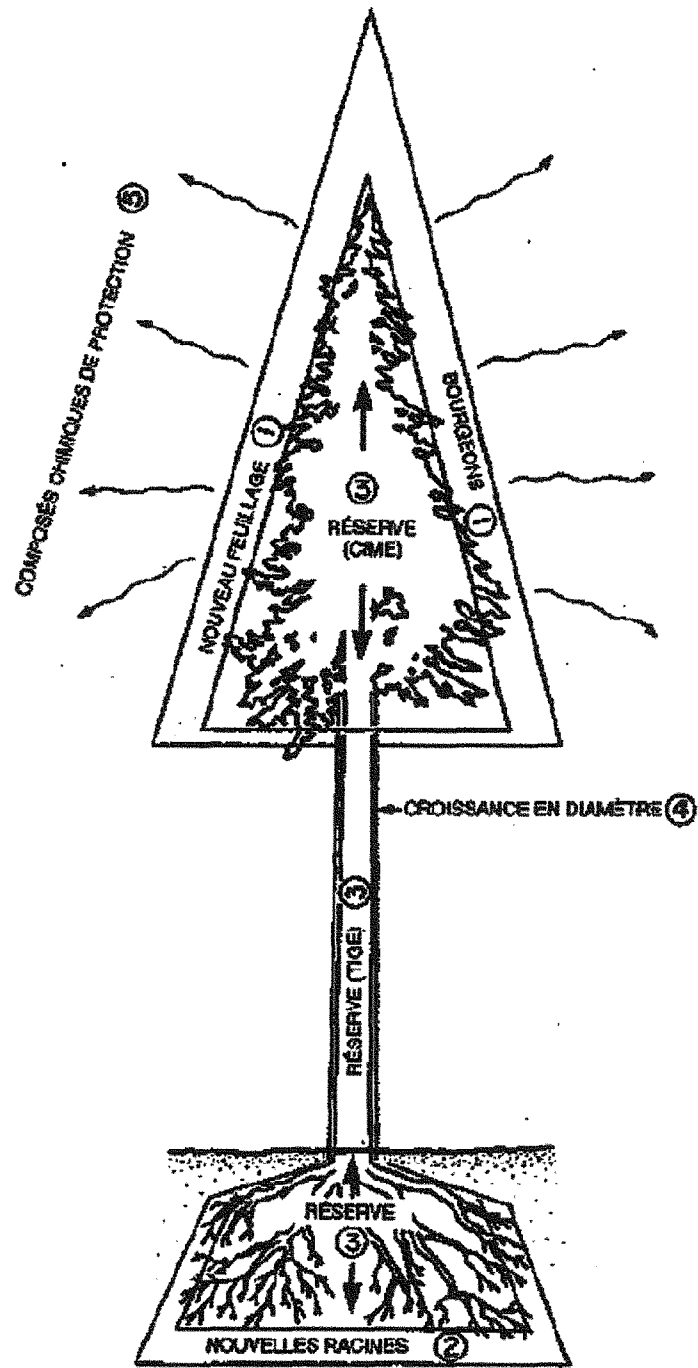 COMPOSÉS CHIMIQUES DE PROTECTION ⑤
NOUVEAU FEUILLAGE ①
BOURGEONS ①
③
RÉSERVE
(CIME)
CROISSANCE EN DIAMÈTRE ④
RÉSERVE (TIGE) ③
RÉSERVE
③
NOUVELLES RACINES ②